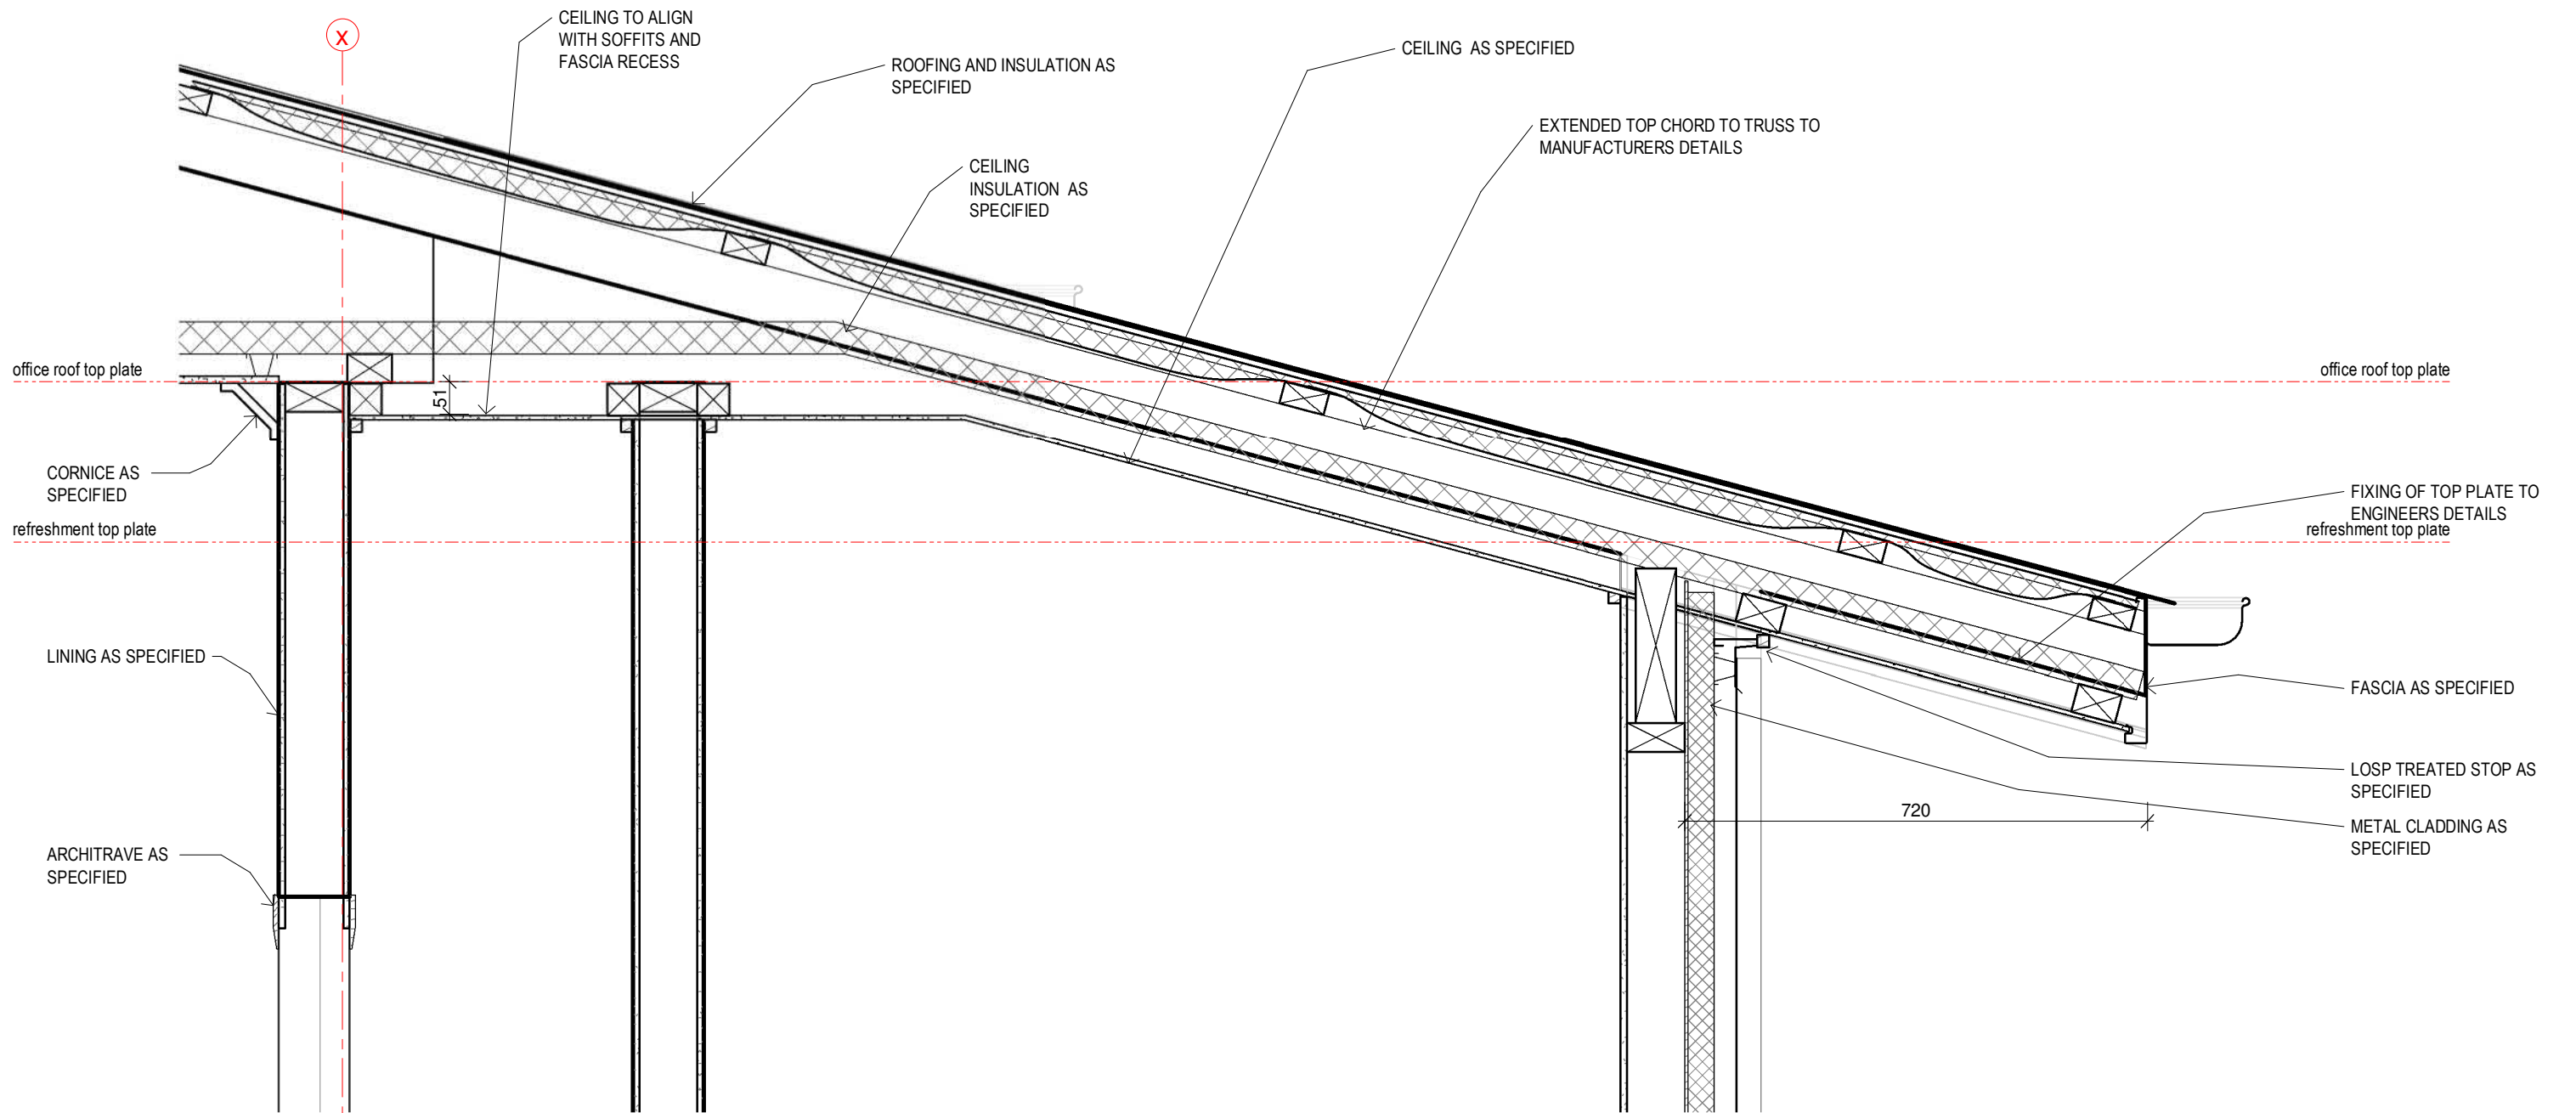 X
CEILING TO ALIGN
WITH SOFFITS AND
FASCIA RECESS
ROOFING AND INSULATION AS
SPECIFIED
CEILING AS SPECIFIED
EXTENDED TOP CHORD TO TRUSS TO
MANUFACTURERS DETAILS
CEILING
INSULATION AS
SPECIFIED
office roof top plate
office roof top plate
51
CORNICE AS
SPECIFIED
FIXING OF TOP PLATE TO
ENGINEERS DETAILS
refreshment top plate
refreshment top plate
LINING AS SPECIFIED
FASCIA AS SPECIFIED
LOSP TREATED STOP AS
SPECIFIED
720
METAL CLADDING AS
SPECIFIED
ARCHITRAVE AS
SPECIFIED